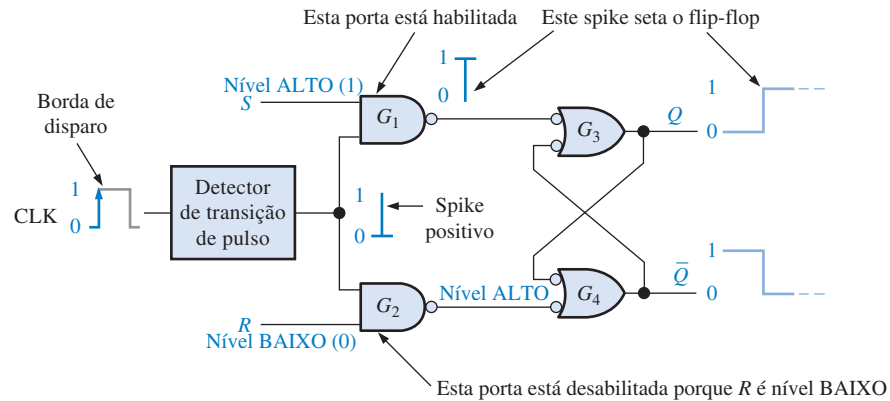 Esta porta está habilitada
Este spike seta o flip-flop
Nível ALTO (1)
S
G1
1
0
G3
Q
1
0
Borda de
disparo
1
0
CLK
Detector
de transição
de pulso
1
0
Spike
positivo
G2
Nível ALTO
G4
Q̅
1
0
R
Nível BAIXO (0)
Esta porta está desabilitada porque R é nível BAIXO